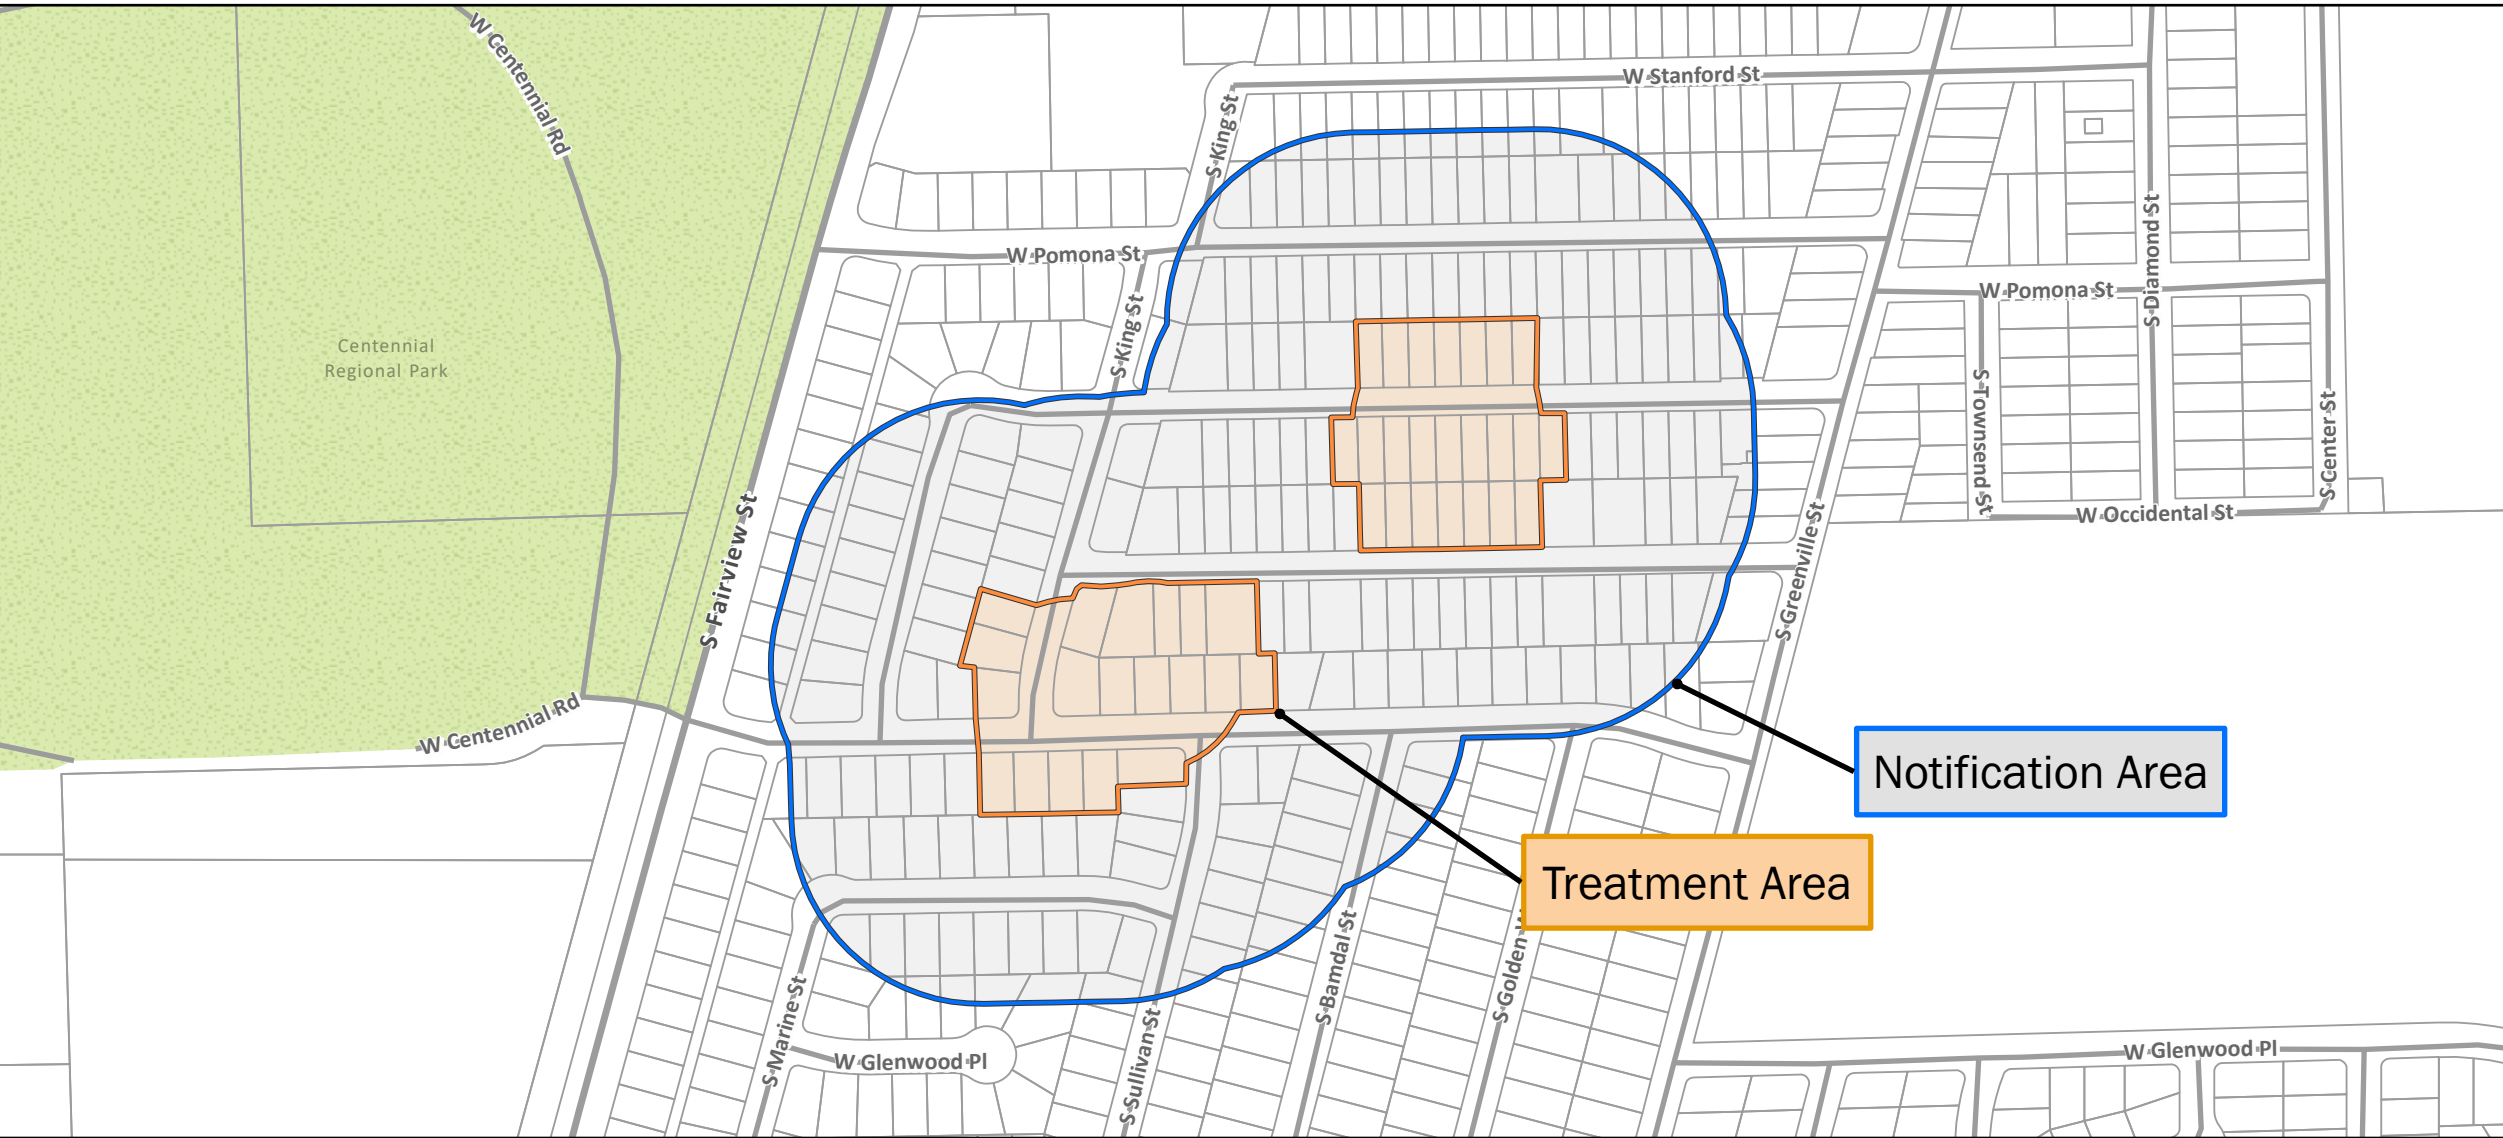 W Centennial Rd
W Stanford St
S King St
W Pomona St
S Diamond St
W Pomona St
S King St
Centennial
Regional Park
S Townsend St
S Center St
S Fairview St
W Occidental St
S Greenville St
W Centennial Rd
Notification Area
Treatment Area
S Bamdal St
S Golden W
S Marine St
S Sullivan St
W Glenwood Pl
W Glenwood Pl